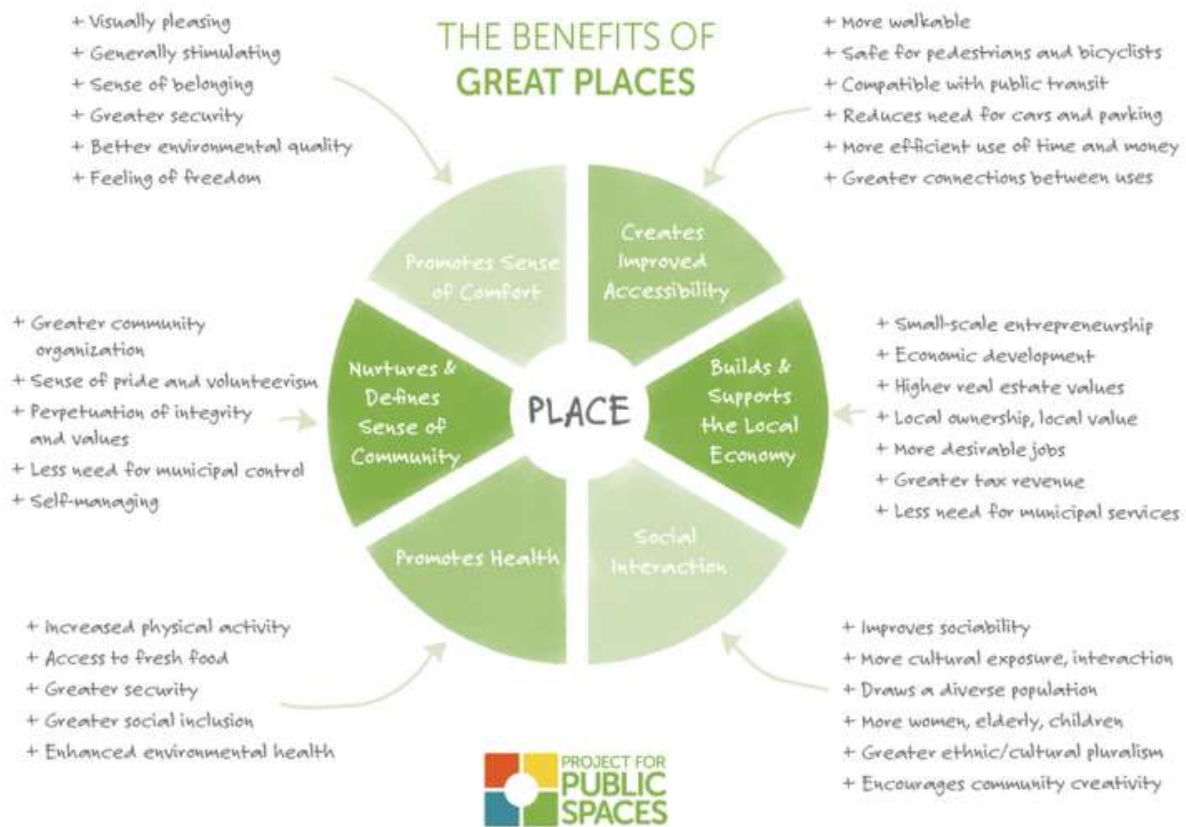 THE BENEFITS OF
GREAT PLACES
+ Visually pleasing
+ Generally stimulating
+ Sense of belonging
+ Greater security
+ Better environmental quality
+ Feeling of freedom
+ More walkable
+ Safe for pedestrians and bicyclists
+ Compatible with public transit
+ Reduces need for cars and parking
+ More efficient use of time and money
+ Greater connections between uses
Promotes Sense
of Comfort
Creates
Improved
Accessibility
+ Greater community
organization
+ Sense of pride and volunteerism
+ Perpetuation of integrity
and values
+ Less need for municipal control
+ Self-managing
Nurtures &
Defines
Sense of
Community
PLACE
Builds &
Supports
the Local
Economy
+ Small-scale entrepreneurship
+ Economic development
+ Higher real estate values
+ Local ownership, local value
+ More desirable jobs
+ Greater tax revenue
+ Less need for municipal services
Promotes Health
Social
Interaction
+ Increased physical activity
+ Access to fresh food
+ Greater security
+ Greater social inclusion
+ Enhanced environmental health
+ Improves sociability
+ More cultural exposure, interaction
+ Draws a diverse population
+ More women, elderly, children
+ Greater ethnic/cultural pluralism
+ Encourages community creativity
PROJECT FOR
PUBLIC
SPACES